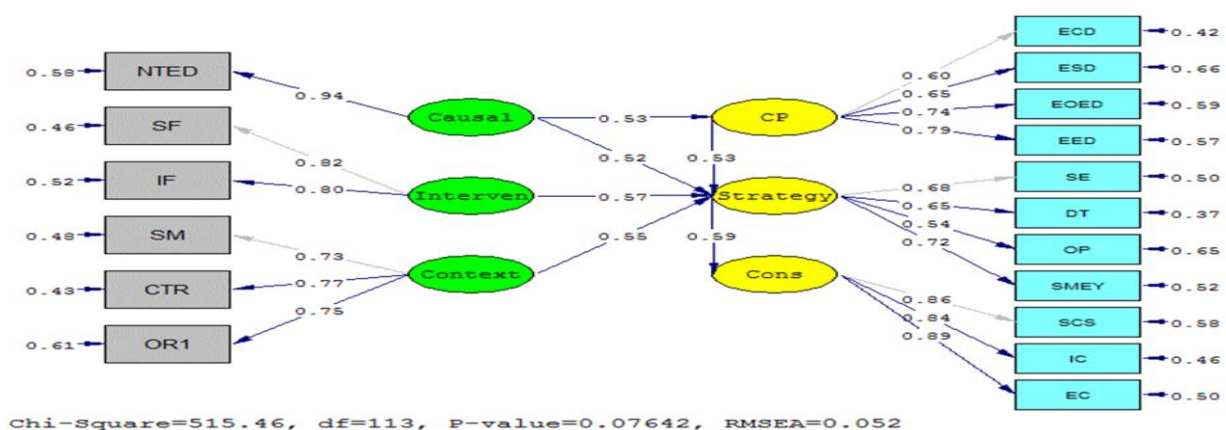 ECD
0.42
0.58
NTED
0.60
ESD
0.66
0.65
0.94
EOED
0.59
0.74
Causal
0.53
CP
0.46
SF
0.79
EED
0.57
0.82
0.52
0.53
0.52
IF
0.80
SE
0.50
0.68
Interven
0.57
Strategy
0.65
DT
0.37
0.48
SM
0.54
0.55
0.59
OP
0.65
0.73
0.72
Context
Cons
0.43
CTR
0.77
SMEY
0.52
0.86
0.75
0.84
SCS
0.58
0.61
OR1
0.89
IC
0.46
EC
0.50
Chi-Square=515.46, df=113, P-value=0.07642, RMSEA=0.052